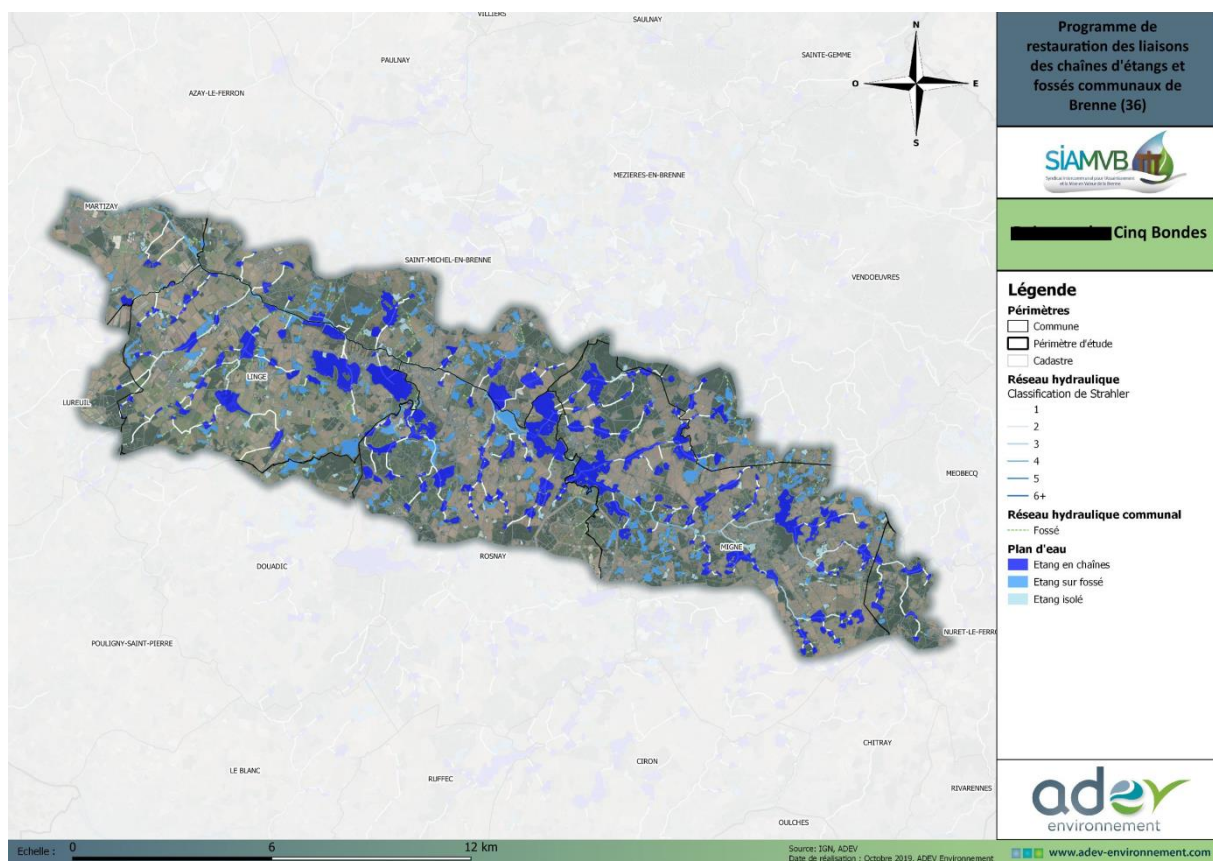 VILLIERS
SAULNAY
PAULNAY
SAINTE-GEMME
AZAY-LE-FERRON
MEZIERES-EN-BRENNE
MARTIZAY
SAINT-MICHEL-EN-BRENNE
VENDOEUVRES
LINGE
LUREUIL
MEOBECQ
MIGNE
ROSNAY
DOUADIC
NURET-LE-FERR
POULIGNY-SAINT-PIERRE
CHITRAY
CIRON
LE BLANC
RUFFEC
RIVARENNES
OULCHES
N
O
E
S
Programme de
restauration des liaisons
des chaînes d'étangs et
fossés communaux de
Brenne (36)
SIAMVB
Cinq Bondes
Légende
Périmètres
Commune
Périmètre d'étude
Cadastre
Réseau hydraulique
Classification de Strahler
1
2
3
4
5
6+
Réseau hydraulique communal
Fossé
Plan d'eau
Etang en chaînes
Etang sur fossé
Etang isolé
adev
environnement
Echelle : 0 6 12 km
Source: IGN, ADEV
Date de réalisation : Octobre 2019, ADEV Environnement
www.adev-environnement.com